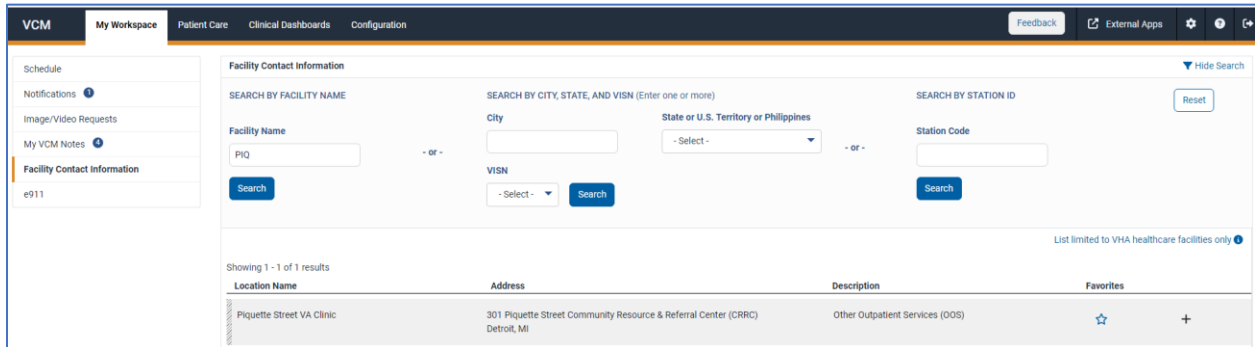 VCM
My Workspace
Patient Care
Clinical Dashboards
Configuration
Feedback
External Apps
Schedule
Notifications 1
Image/Video Requests
My VCM Notes 4
Facility Contact Information
e911
Facility Contact Information
Hide Search
SEARCH BY FACILITY NAME
Facility Name
PIQ
Search
- or -
SEARCH BY CITY, STATE, AND VISN (Enter one or more)
City
State or U.S. Territory or Philippines
- Select -
VISN
- Select -
Search
- or -
SEARCH BY STATION ID
Station Code
Search
Reset
List limited to VHA healthcare facilities only
Showing 1 - 1 of 1 results
Location Name Address Description Favorites
Piquette Street VA Clinic 301 Piquette Street Community Resource & Referral Center (CRRC) Other Outpatient Services (OOS)
Detroit, MI